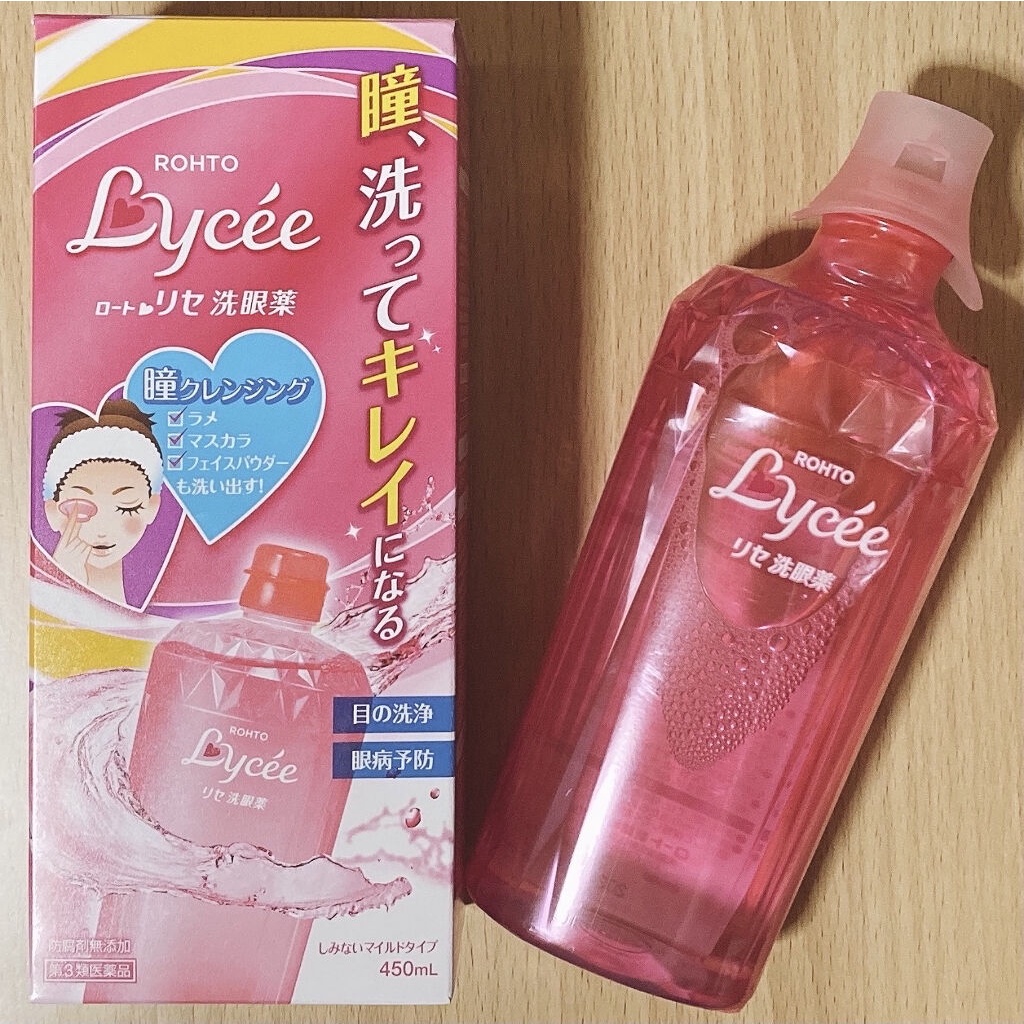 ROHTO
Lycée
ロートリセ 洗眼薬
瞳、洗ってキレイになる
瞳クレンジング
ラメ
マスカラ
フェイスパウダー
も洗い出す!
ROHTO
Lycée
リセ 洗眼薬
目の洗浄
眼病予防
防腐剤無添加
第3類医薬品
しみないマイルドタイプ
450mL
ROHTO
Lycée
リセ 洗眼薬